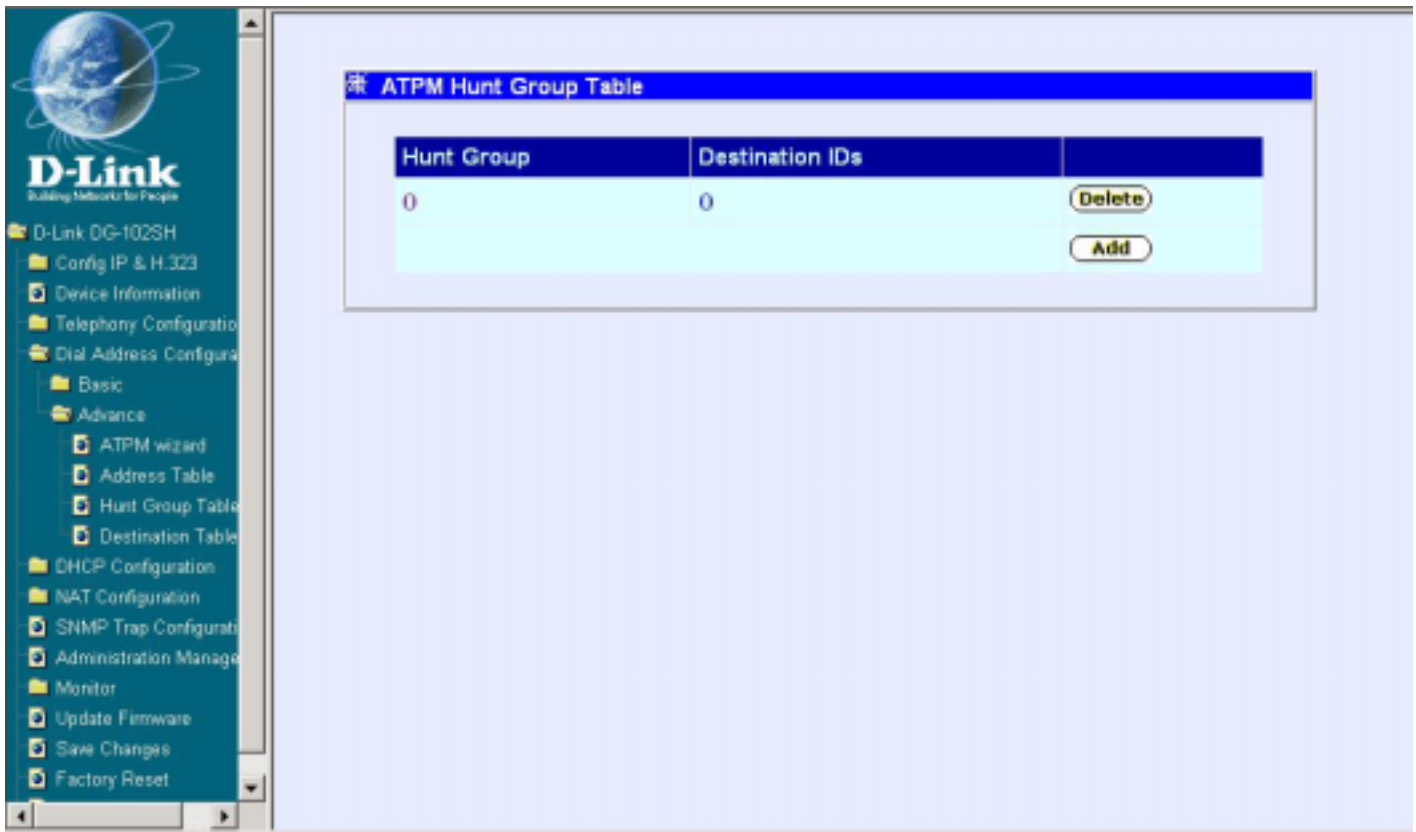 D-Link
Building Networks for People
D-Link DG-102SH
Config IP & H.323
Device Information
Telephony Configuratio
Dial Address Configura
Basic
Advance
ATPM wizard
Address Table
Hunt Group Table
Destination Table
DHCP Configuration
NAT Configuration
SNMP Trap Configurati
Administration Manage
Monitor
Update Firmware
Save Changes
Factory Reset
ATPM Hunt Group Table
Hunt Group Destination IDs
0 0 Delete
Add